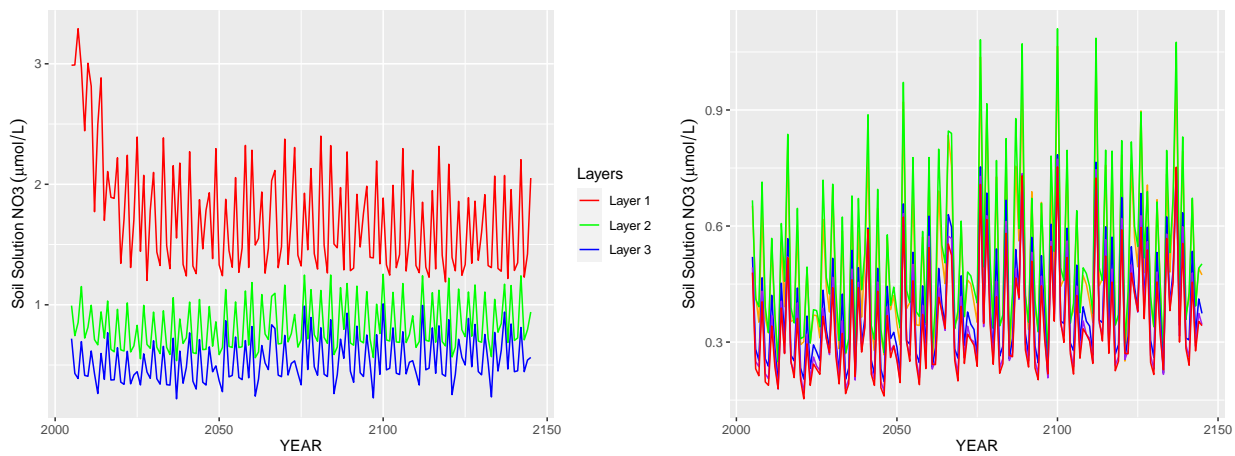 Soil Solution NO3 (μmol/L)
3
2
1
2000
2050
2100
2150
YEAR
Layers
Layer 1
Layer 2
Layer 3
Soil Solution NO3 (μmol/L)
0.9
0.6
0.3
2000
2050
2100
2150
YEAR